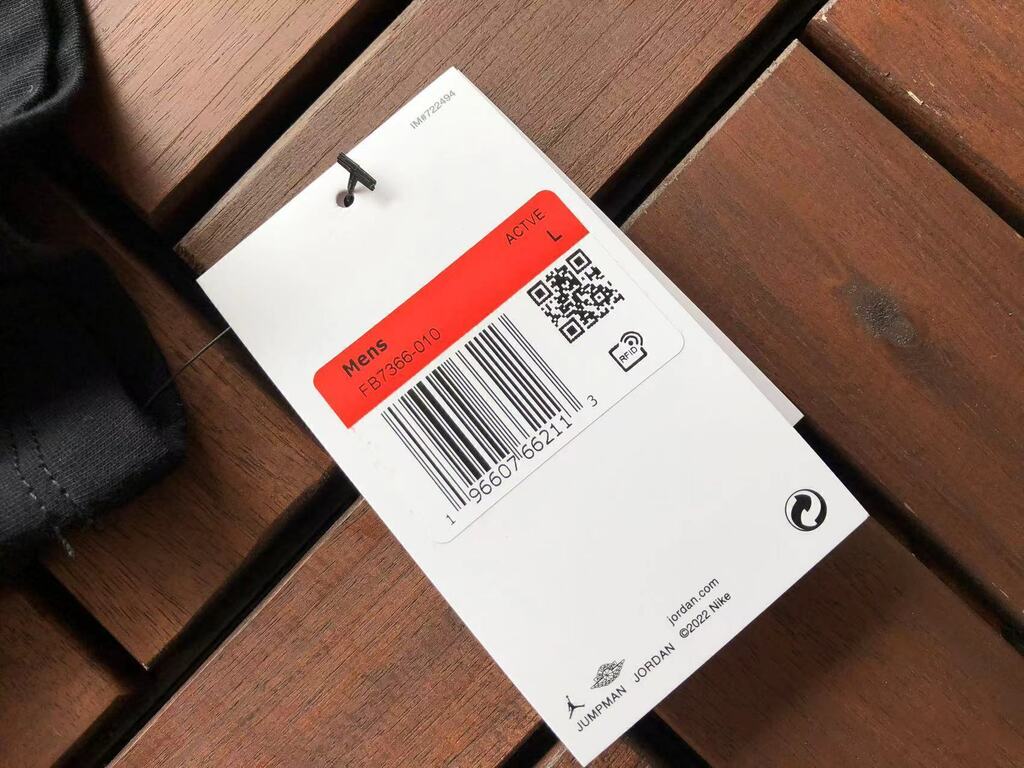 IM#722494
ACTVE
L
Mens
FB7366-010
RFiD
1 96607 66211 3
jordan.com
©2022 Nike
JUMPMAN JORDAN